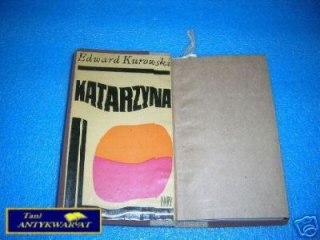 Edward Kurowski
KATARZYNA
Tani
ANTYKWARIAT